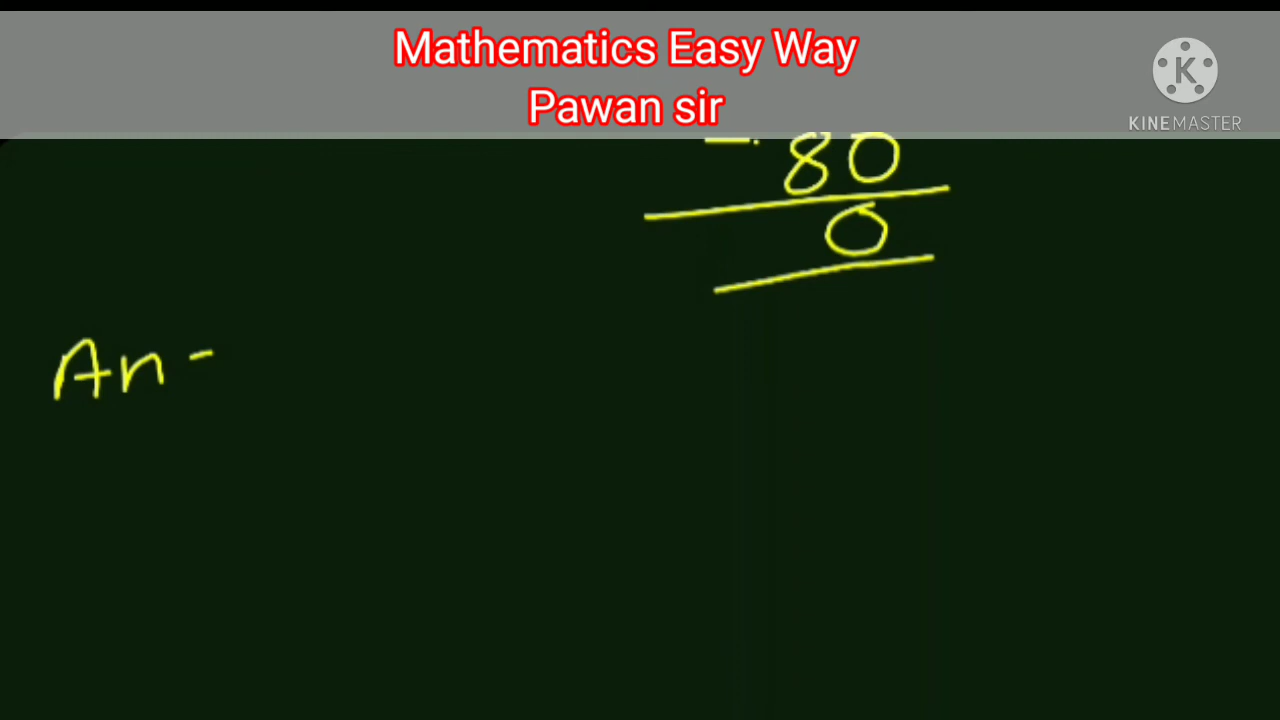 Mathematics Easy Way
Pawan sir
K
KINEMASTER
- 80
0
An -